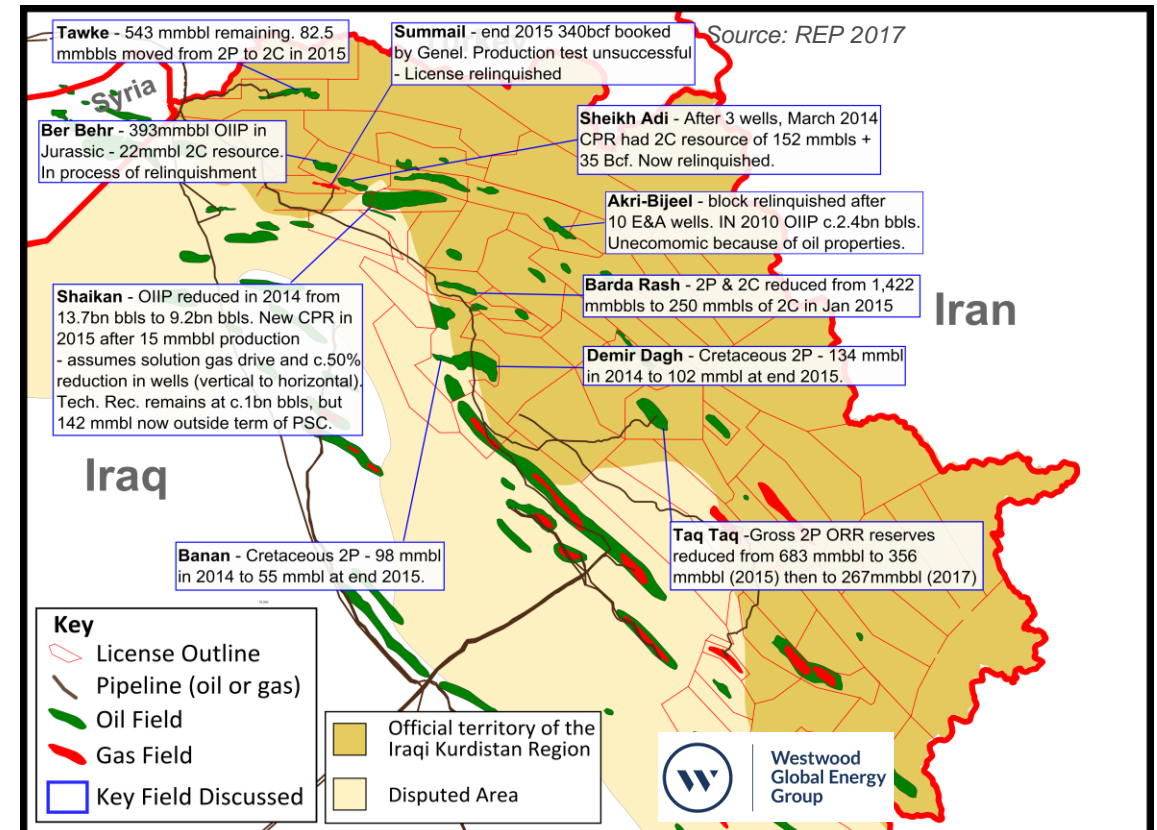 Tawke - 543 mmbbl remaining. 82.5
mmbbls moved from 2P to 2C in 2015
Summail - end 2015 340bcf booked
by Genel. Production test unsuccessful
- License relinquished
Source: REP 2017
Syria
Ber Behr - 393mmbbl OIIP in
Jurassic - 22mmbl 2C resource.
In process of relinquishment
Sheikh Adi - After 3 wells, March 2014
CPR had 2C resource of 152 mmbls +
35 Bcf. Now relinquished.
Akri-Bijeel - block relinquished after
10 E&A wells. IN 2010 OIIP c.2.4bn bbls.
Unecomomic because of oil properties.
Shaikan - OIIP reduced in 2014 from
13.7bn bbls to 9.2bn bbls. New CPR in
2015 after 15 mmbbl production
- assumes solution gas drive and c.50%
reduction in wells (vertical to horizontal).
Tech. Rec. remains at c.1bn bbls, but
142 mmbl now outside term of PSC.
Barda Rash - 2P & 2C reduced from 1,422
mmbbls to 250 mmbls of 2C in Jan 2015
Iran
Demir Dagh - Cretaceous 2P - 134 mmbl
in 2014 to 102 mmbl at end 2015.
Iraq
Banan - Cretaceous 2P - 98 mmbl
in 2014 to 55 mmbl at end 2015.
Taq Taq -Gross 2P ORR reserves
reduced from 683 mmbbl to 356
mmbbl (2015) then to 267mmbbl (2017)
Key
License Outline
Pipeline (oil or gas)
Oil Field
Gas Field
Key Field Discussed
Official territory of the
Iraqi Kurdistan Region
Disputed Area
Westwood
Global Energy
Group